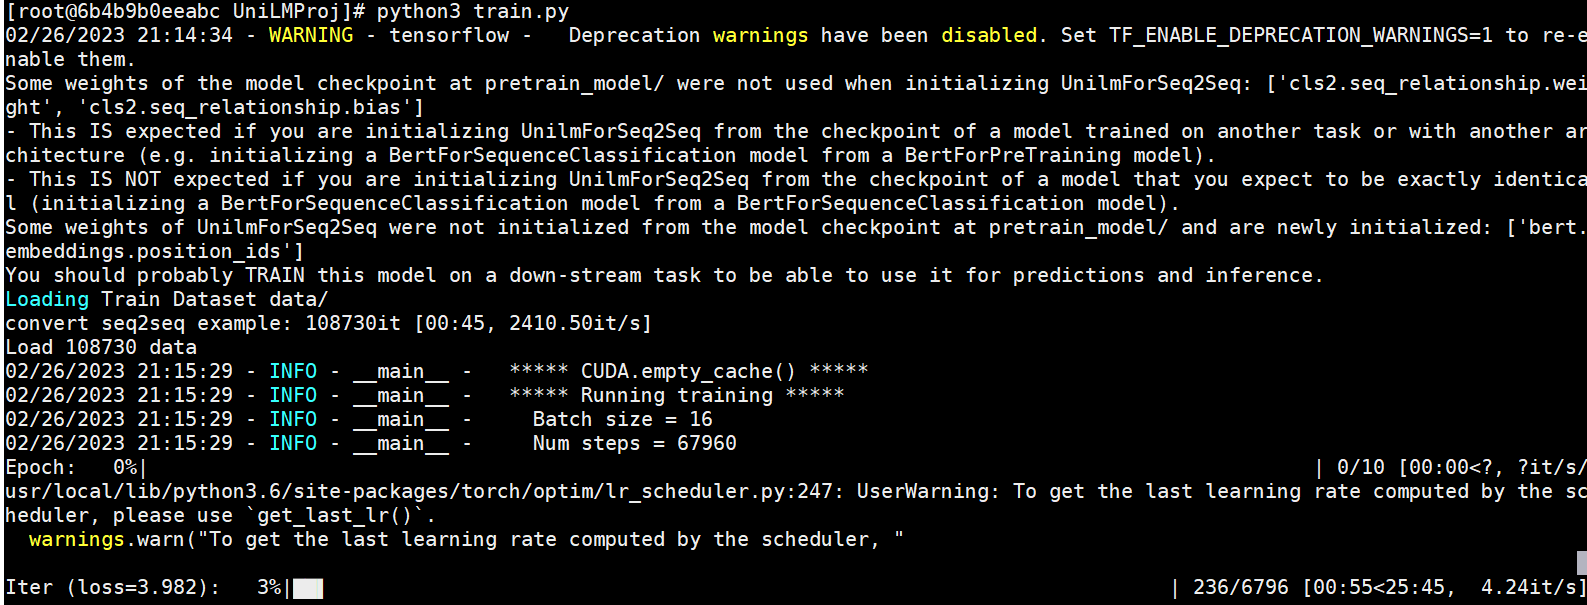 [root@6b4b9b0eeabc UniLMProj]# python3 train.py
02/26/2023 21:14:34 - WARNING - tensorflow -   Deprecation warnings have been disabled. Set TF_ENABLE_DEPRECATION_WARNINGS=1 to re-e
nable them.
Some weights of the model checkpoint at pretrain_model/ were not used when initializing UnilmForSeq2Seq: ['cls2.seq_relationship.wei
ght', 'cls2.seq_relationship.bias']
- This IS expected if you are initializing UnilmForSeq2Seq from the checkpoint of a model trained on another task or with another ar
chitecture (e.g. initializing a BertForSequenceClassification model from a BertForPreTraining model).
- This IS NOT expected if you are initializing UnilmForSeq2Seq from the checkpoint of a model that you expect to be exactly identica
l (initializing a BertForSequenceClassification model from a BertForSequenceClassification model).
Some weights of UnilmForSeq2Seq were not initialized from the model checkpoint at pretrain_model/ and are newly initialized: ['bert.
embeddings.position_ids']
You should probably TRAIN this model on a down-stream task to be able to use it for predictions and inference.
Loading Train Dataset data/
convert seq2seq example: 108730it [00:45, 2410.50it/s]
Load 108730 data
02/26/2023 21:15:29 - INFO - __main__ -   ***** CUDA.empty_cache() *****
02/26/2023 21:15:29 - INFO - __main__ -   ***** Running training *****
02/26/2023 21:15:29 - INFO - __main__ -     Batch size = 16
02/26/2023 21:15:29 - INFO - __main__ -     Num steps = 67960
Epoch:   0%|                                                                                                 | 0/10 [00:00<?, ?it/s/
usr/local/lib/python3.6/site-packages/torch/optim/lr_scheduler.py:247: UserWarning: To get the last learning rate computed by the sc
heduler, please use `get_last_lr()`.
  warnings.warn("To get the last learning rate computed by the scheduler, "
Iter (loss=3.982):   3%|                                                                         | 236/6796 [00:55<25:45,  4.24it/s]